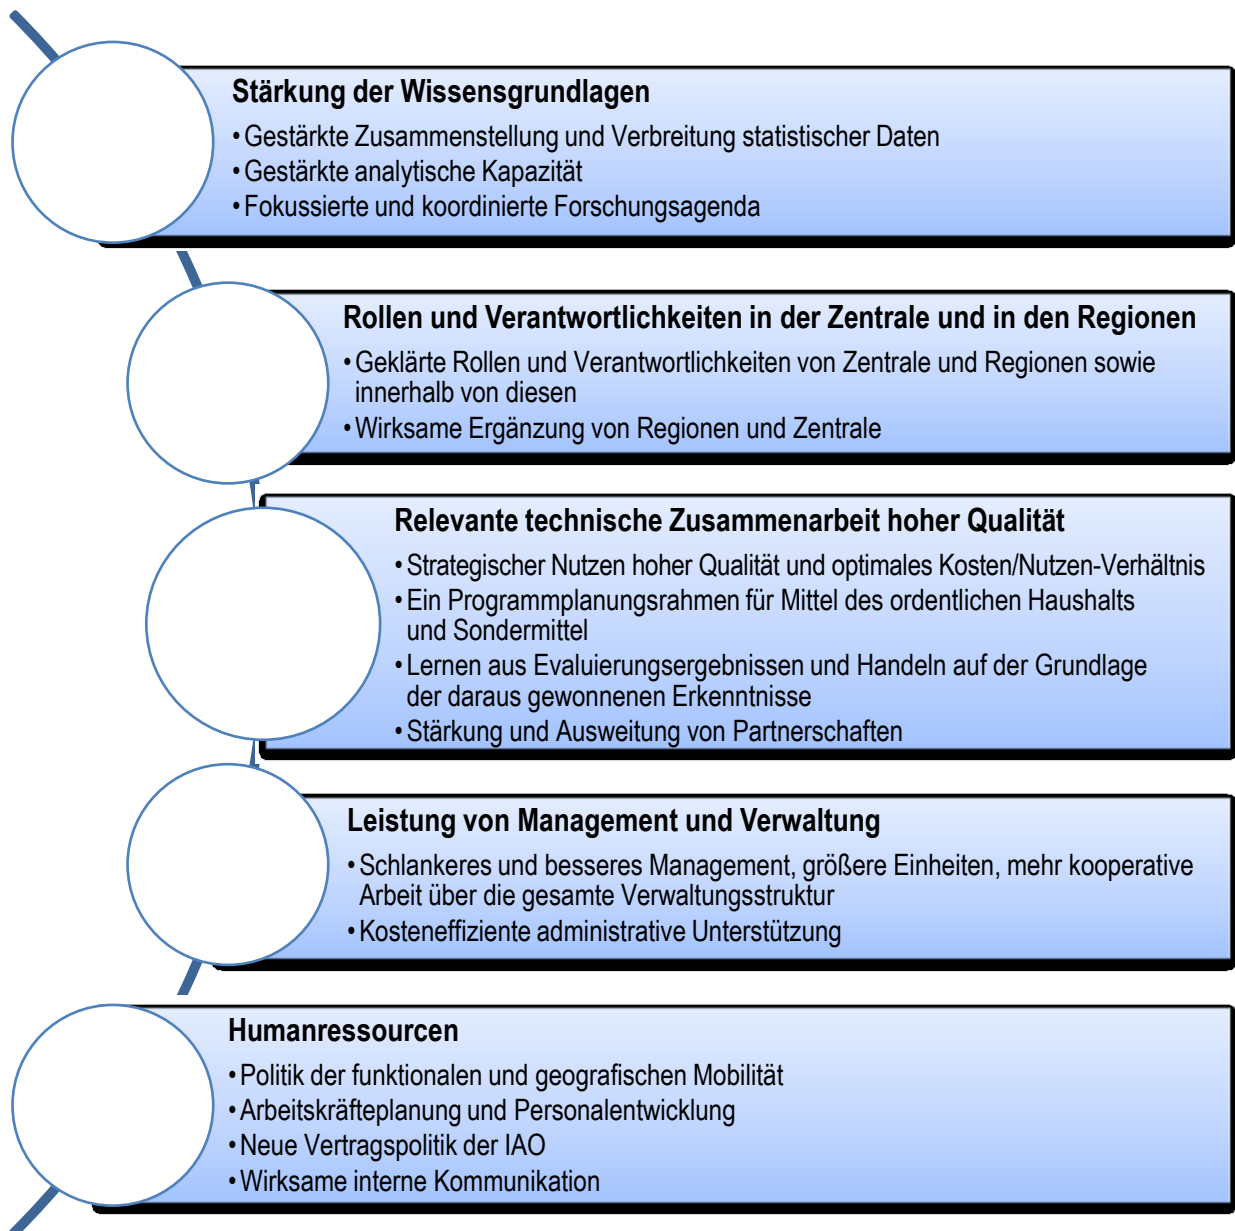 Stärkung der Wissensgrundlagen
• Gestärkte Zusammenstellung und Verbreitung statistischer Daten
• Gestärkte analytische Kapazität
• Fokussierte und koordinierte Forschungsagenda
Rollen und Verantwortlichkeiten in der Zentrale und in den Regionen
• Geklärte Rollen und Verantwortlichkeiten von Zentrale und Regionen sowie
innerhalb von diesen
• Wirksame Ergänzung von Regionen und Zentrale
Relevante technische Zusammenarbeit hoher Qualität
• Strategischer Nutzen hoher Qualität und optimales Kosten/Nutzen-Verhältnis
• Ein Programmplanungsrahmen für Mittel des ordentlichen Haushalts
und Sondermittel
• Lernen aus Evaluierungsergebnissen und Handeln auf der Grundlage
der daraus gewonnenen Erkenntnisse
• Stärkung und Ausweitung von Partnerschaften
Leistung von Management und Verwaltung
• Schlankeres und besseres Management, größere Einheiten, mehr kooperative
Arbeit über die gesamte Verwaltungsstruktur
• Kosteneffiziente administrative Unterstützung
Humanressourcen
• Politik der funktionalen und geografischen Mobilität
• Arbeitskräfteplanung und Personalentwicklung
• Neue Vertragspolitik der IAO
• Wirksame interne Kommunikation